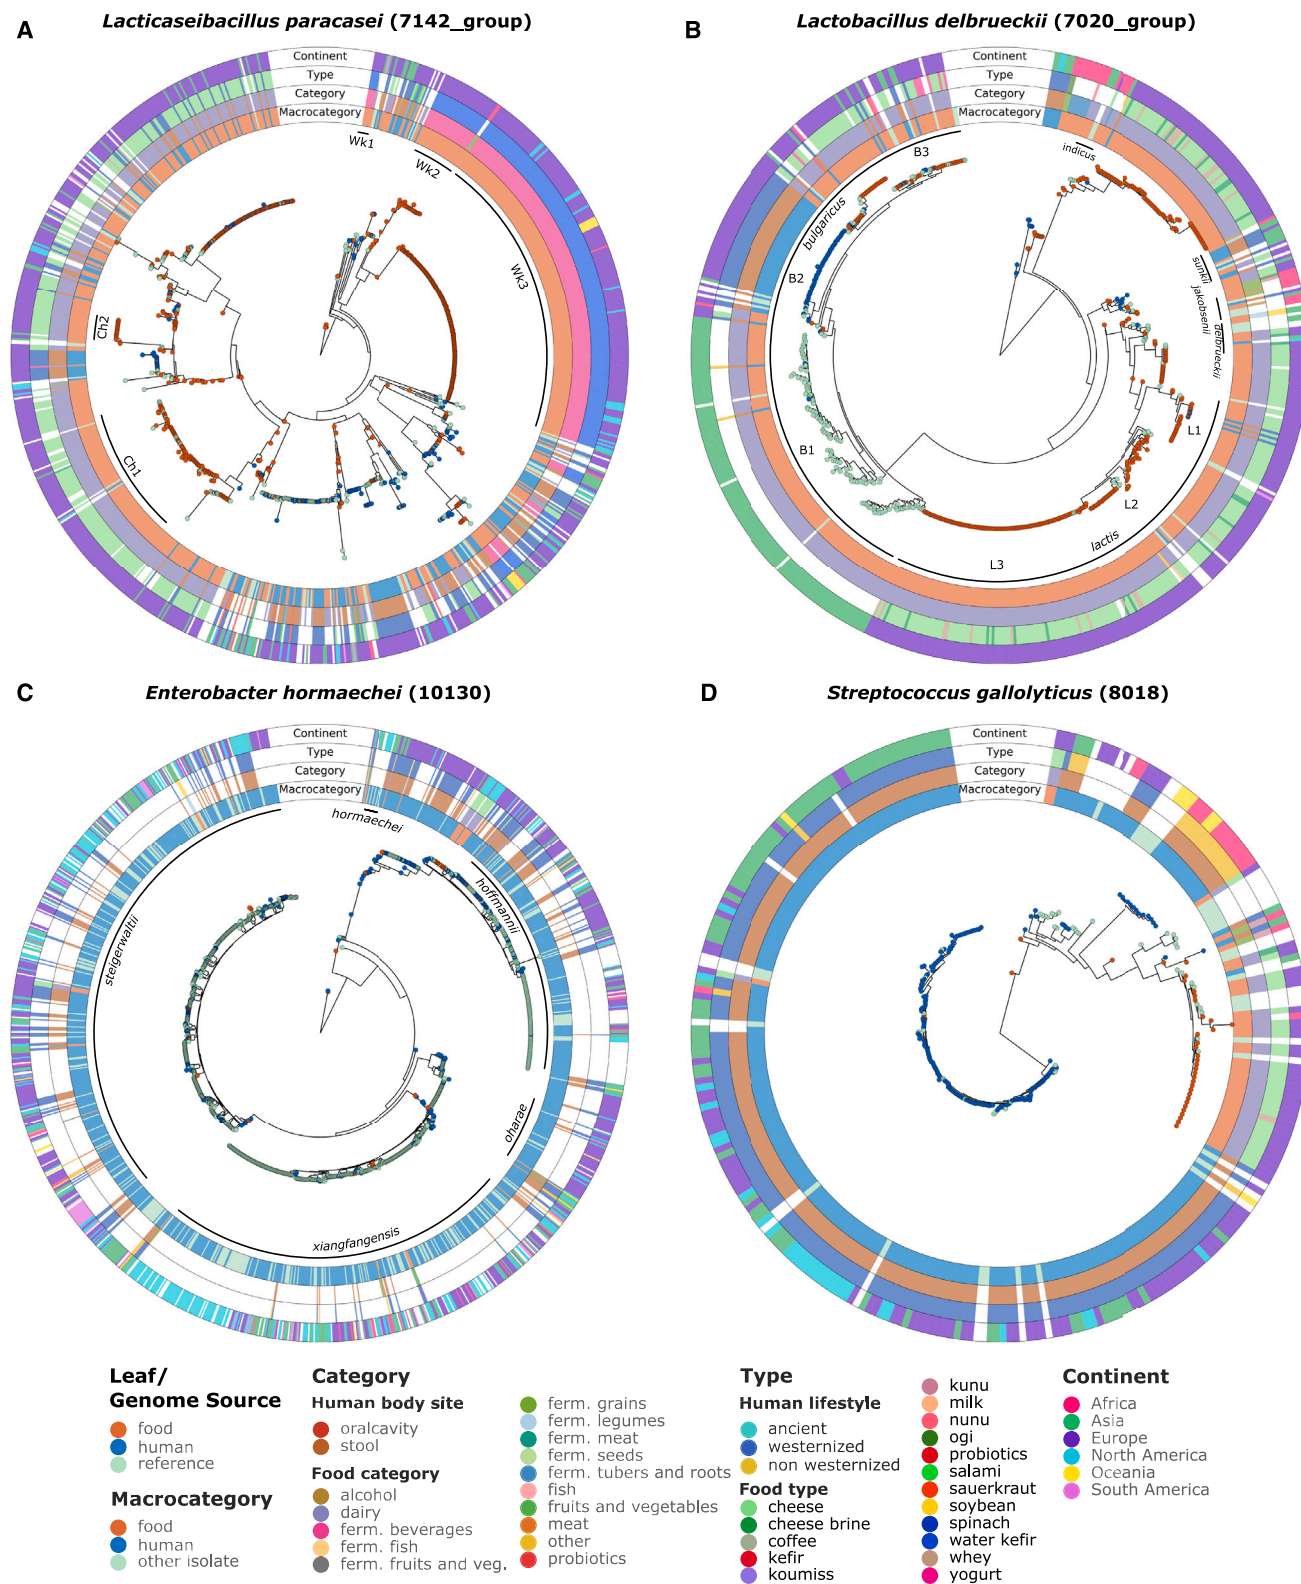 A
Lacticaseibacillus paracasei (7142_group)
Continent
Type
Category
Macrocategory
Wk1
Wk2
Wk3
Ch2
Ch1
B
Lactobacillus delbrueckii (7020_group)
Continent
Type
Category
Macrocategory
B3
indicus
bulgaricus
B2
sunkii
jakobsenii
delbrueckii
B1
L1
L2
lactis
L3
C
Enterobacter hormaechei (10130)
Continent
Type
Category
Macrocategory
hormaechei
hoffmannii
steigerwaltii
oharae
xiangfangensis
D
Streptococcus gallolyticus (8018)
Continent
Type
Category
Macrocategory
Leaf/
Genome Source
food
human
reference
Macrocategory
food
human
other isolate
Category
Human body site
oralcavity
stool
Food category
alcohol
dairy
ferm. beverages
ferm. fish
ferm. fruits and veg.
ferm. grains
ferm. legumes
ferm. meat
ferm. seeds
ferm. tubers and roots
fish
fruits and vegetables
meat
other
probiotics
Type
Human lifestyle
ancient
westernized
non westernized
Food type
cheese
cheese brine
coffee
kefir
koumiss
kunu
milk
nunu
ogi
probiotics
salami
sauerkraut
soybean
spinach
water kefir
whey
yogurt
Continent
Africa
Asia
Europe
North America
Oceania
South America